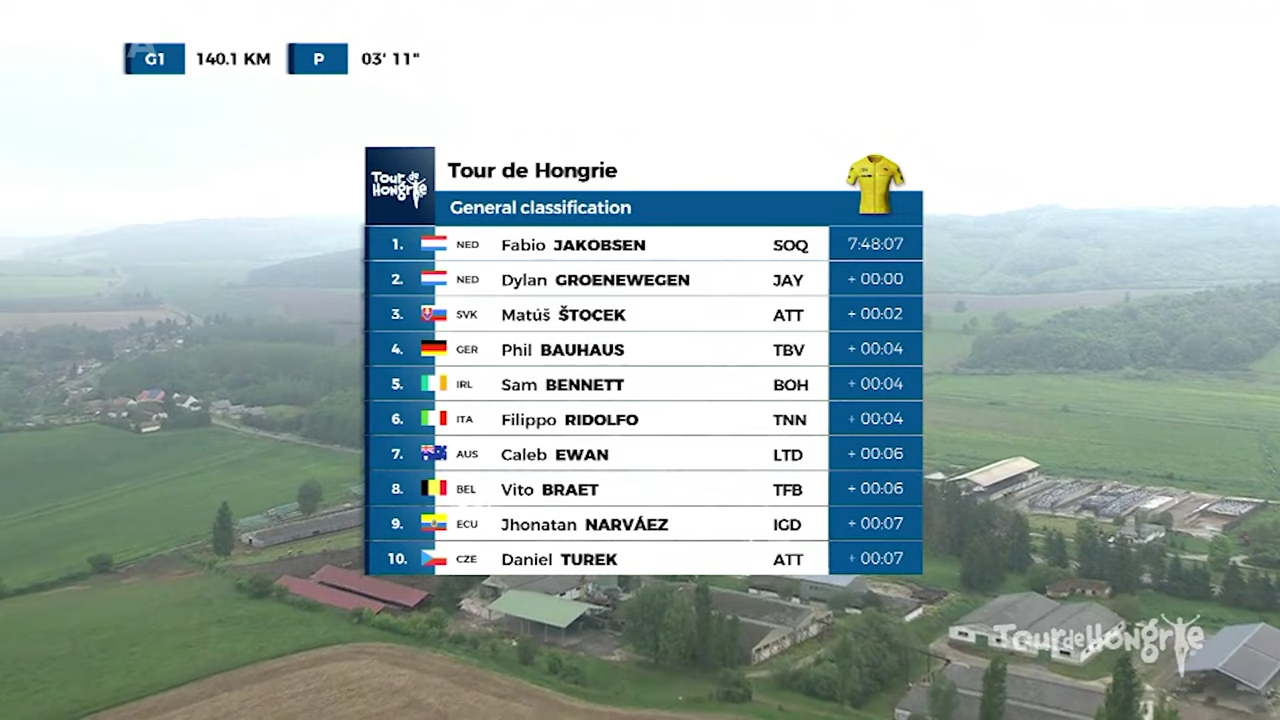 G1 140.1 KM P 03' 11"
Tour de Hongrie
Tour de Hongrie
General classification
1. NED Fabio JAKOBSEN SOQ 7:48:07
2. NED Dylan GROENEWEGEN JAY + 00:00
3. SVK Matúš ŠTOCEK ATT + 00:02
4. GER Phil BAUHAUS TBV + 00:04
5. IRL Sam BENNETT BOH + 00:04
6. ITA Filippo RIDOLFO TNN + 00:04
7. AUS Caleb EWAN LTD + 00:06
8. BEL Vito BRAET TFB + 00:06
9. ECU Jhonatan NARVÁEZ IGD + 00:07
10. CZE Daniel TUREK ATT + 00:07
Tour de Hongrie